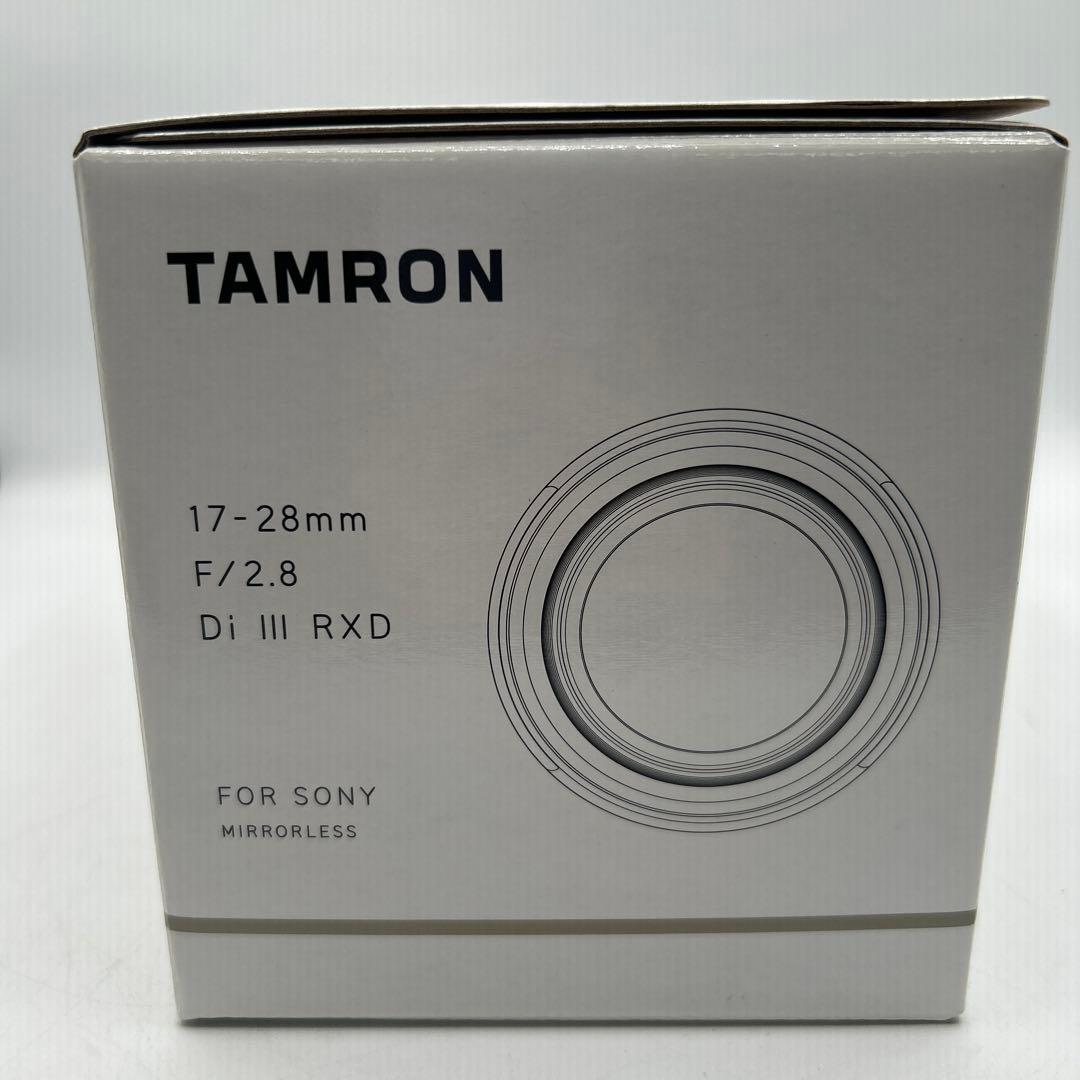 TAMRON
17-28mm
F/2.8
Di III RXD
FOR SONY
MIRRORLESS